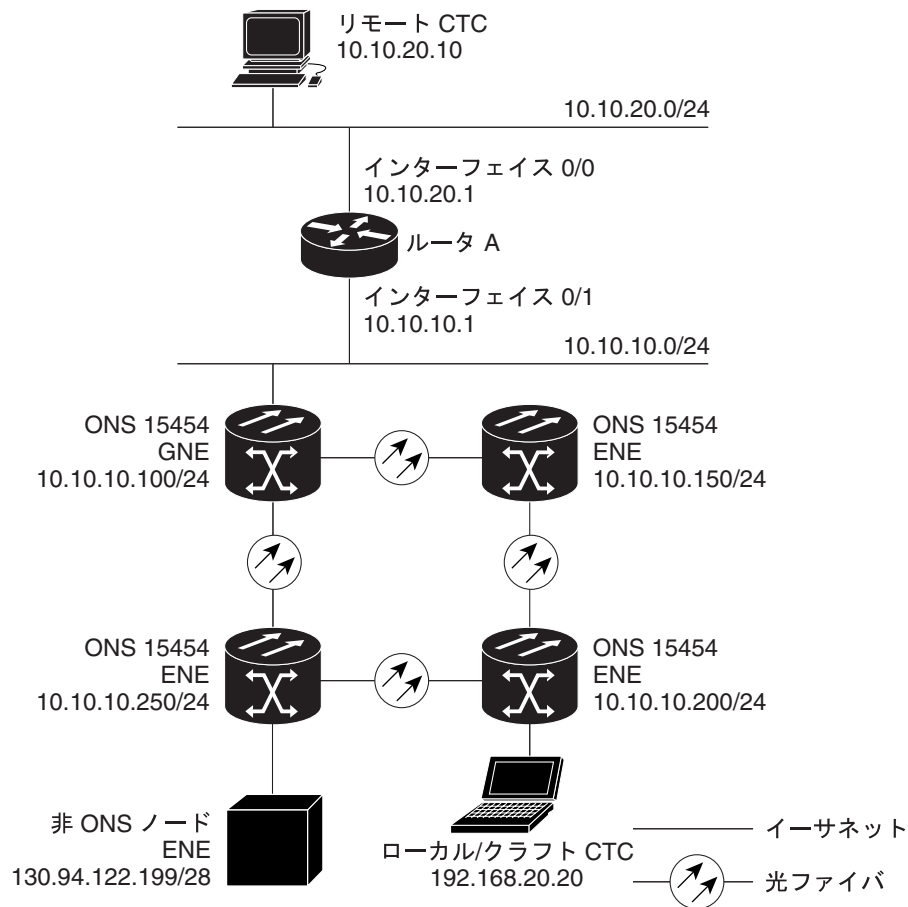 リモート CTC
10.10.20.10
10.10.20.0/24
インターフェイス 0/0
10.10.20.1
ルータ A
インターフェイス 0/1
10.10.10.1
10.10.10.0/24
ONS 15454
GNE
10.10.10.100/24
ONS 15454
ENE
10.10.10.150/24
ONS 15454
ENE
10.10.10.250/24
ONS 15454
ENE
10.10.10.200/24
非 ONS ノード
ENE
130.94.122.199/28
ローカル/クラフト CTC
192.168.20.20
イーサネット
光ファイバ